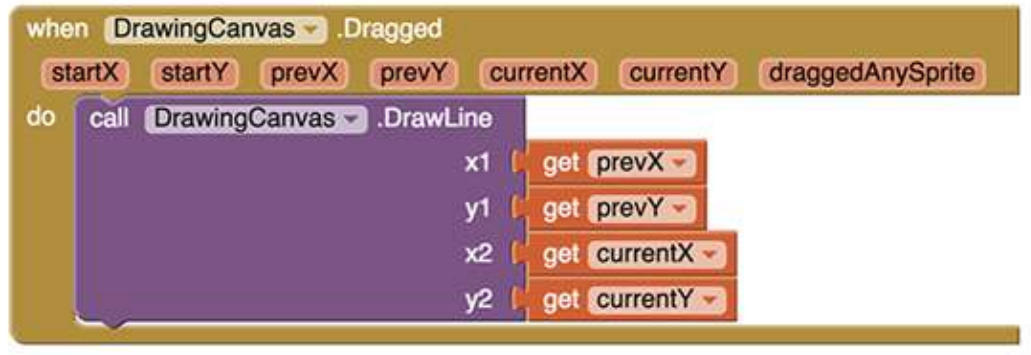 when DrawingCanvas .Dragged
startX startY prevX prevY currentX currentY draggedAnySprite
do call DrawingCanvas .DrawLine
x1 get prevX
y1 get prevY
x2 get currentX
y2 get currentY